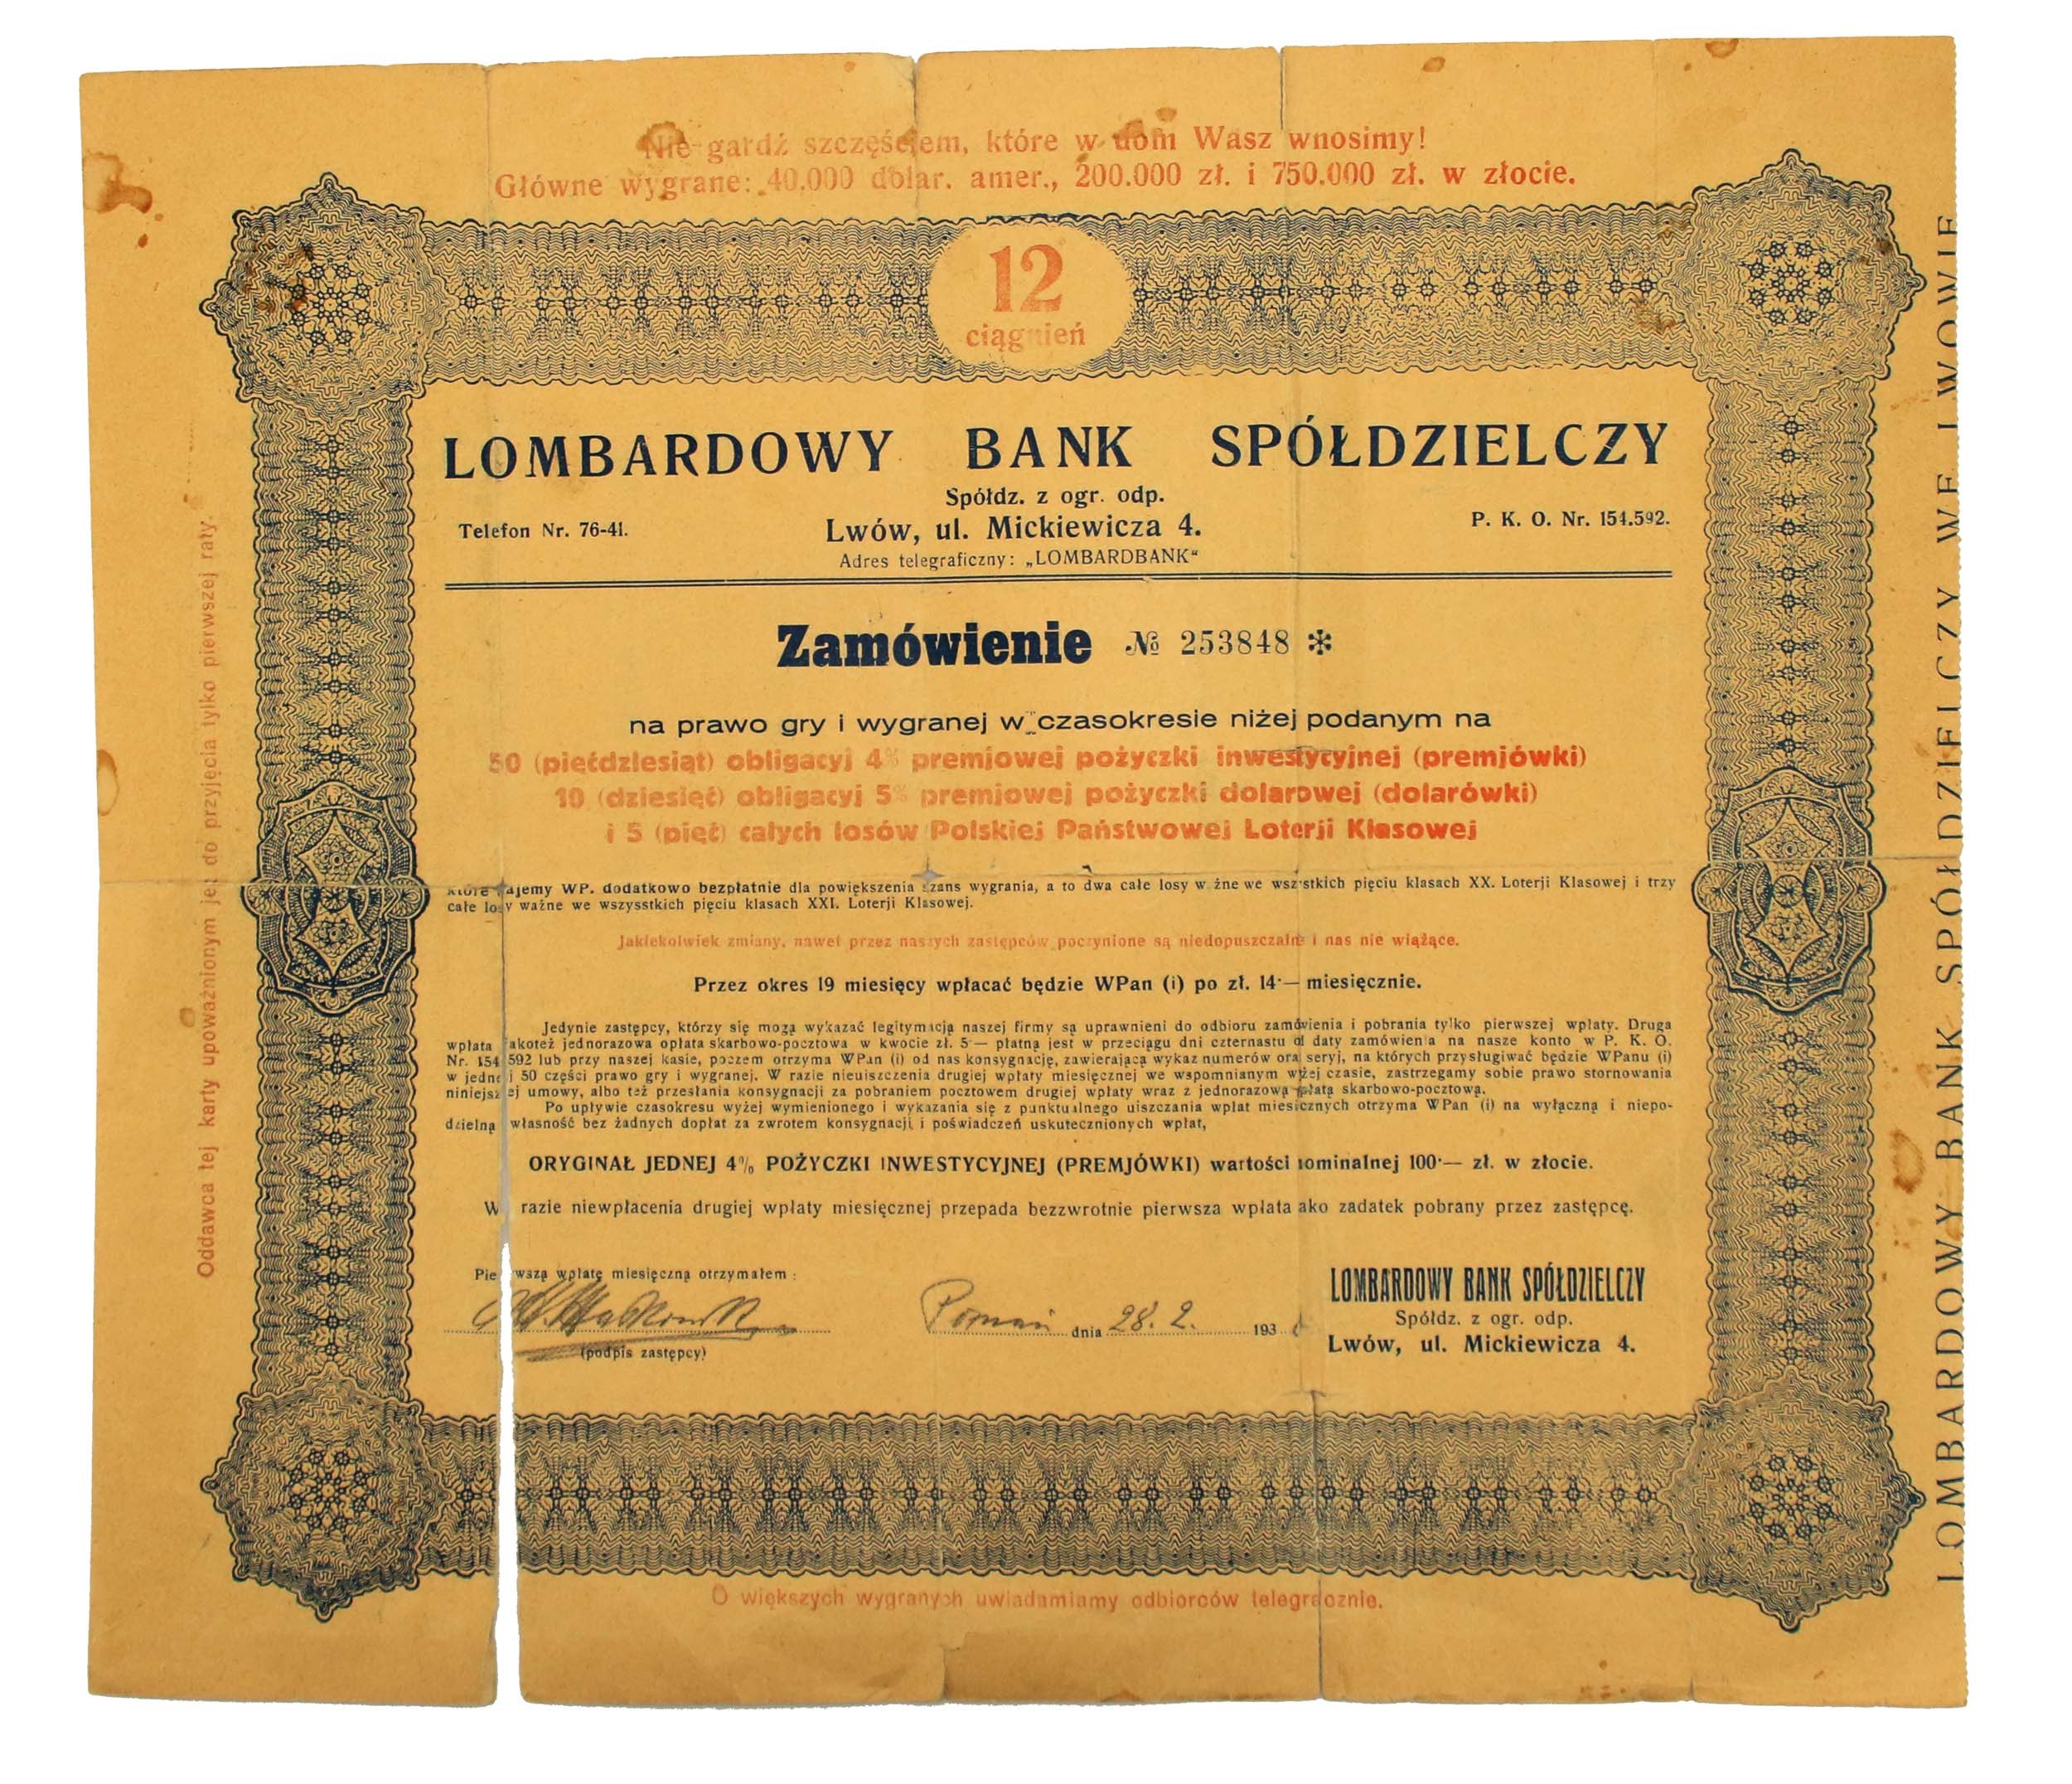 Nie gardź szczęściem, które w dom Wasz wnosimy!
Główne wygrane: 40.000 dolar. amer., 200.000 zł. i 750.000 zł. w złocie.
12
ciągnień
LOMBARDOWY BANK SPÓŁDZIELCZY
Spółdz. z ogr. odp.
Telefon Nr. 76-41.
Lwów, ul. Mickiewicza 4.
P. K. O. Nr. 154.592.
Adres telegraficzny: „LOMBARDBANK“
Zamówienie № 253848 *
na prawo gry i wygranej w czasokresie niżej podanym na
50 (pięćdziesiąt) obligacyj 4% premjowej pożyczki inwestycyjnej (premjówki)
10 (dziesięć) obligacyj 5% premjowej pożyczki dolarowej (dolarówki)
i 5 (pięć) całych losów Polskiej Państwowej Loterji Klasowej
które dajemy WP. dodatkowo bezpłatnie dla powiększenia szans wygrania, a to dwa całe losy w żne we wszystkich pięciu klasach XX. Loterji Klasowej i trzy
całe losy ważne we wszysstkich pięciu klasach XXI. Loterji Klasowej.
Jakiekolwiek zmiany, nawet przez naszych zastępców poczynione są niedopuszczalne i nas nie wiążące.
Przez okres 19 miesięcy wpłacać będzie WPan (i) po zł. 14·— miesięcznie.
Jedynie zastępcy, którzy się mogą wykazać legitymacją naszej firmy są uprawnieni do odbioru zamówienia i pobrania tylko pierwszej wpłaty. Druga
wpłata jakoteż jednorazowa opłata skarbowo-pocztowa w kwocie zł. 5·— płatną jest w przeciągu dni czternastu od daty zamówienia na nasze konto w P. K. O.
Nr. 154 592 lub przy naszej kasie, poczem otrzyma WPan (i) od nas konsygnację, zawierającą wykaz numerów oraz seryj, na których przysługiwać będzie WPanu (i)
w jednej 50 części prawo gry i wygranej. W razie nieuiszczenia drugiej wpłaty miesięcznej we wspomnianym wyżej czasie, zastrzegamy sobie prawo stornowania
niniejszej umowy, albo też przesłania konsygnacji za pobraniem pocztowem drugiej wpłaty wraz z jednorazową opłatą skarbowo-pocztową.
Po upływie czasokresu wyżej wymienionego i wykazania się z punktualnego uiszczania wpłat miesięcznych otrzyma WPan (i) na wyłączną i niepo-
dzielną własność bez żadnych dopłat za zwrotem konsygnacji i poświadczeń uskutecznionych wpłat,
ORYGINAŁ JEDNEJ 4% POŻYCZKI INWESTYCYJNEJ (PREMJÓWKI) wartości nominalnej 100·— zł. w złocie.
W razie niewpłacenia drugiej wpłaty miesięcznej przepada bezzwrotnie pierwsza wpłata jako zadatek pobrany przez zastępcę.
Pierwszą wpłatę miesięczną otrzymałem:
(podpis zastępcy)
Poznań dnia 28. 2. 193
LOMBARDOWY BANK SPÓŁDZIELCZY
Spółdz. z ogr. odp.
Lwów, ul. Mickiewicza 4.
O większych wygranych uwiadamiamy odbiorców telegraficznie.
Oddawca tej karty upoważnionym jest do przyjęcia tylko pierwszej raty.
LOMBARDOWY BANK SPÓŁDZIELCZY WE LWOWIE